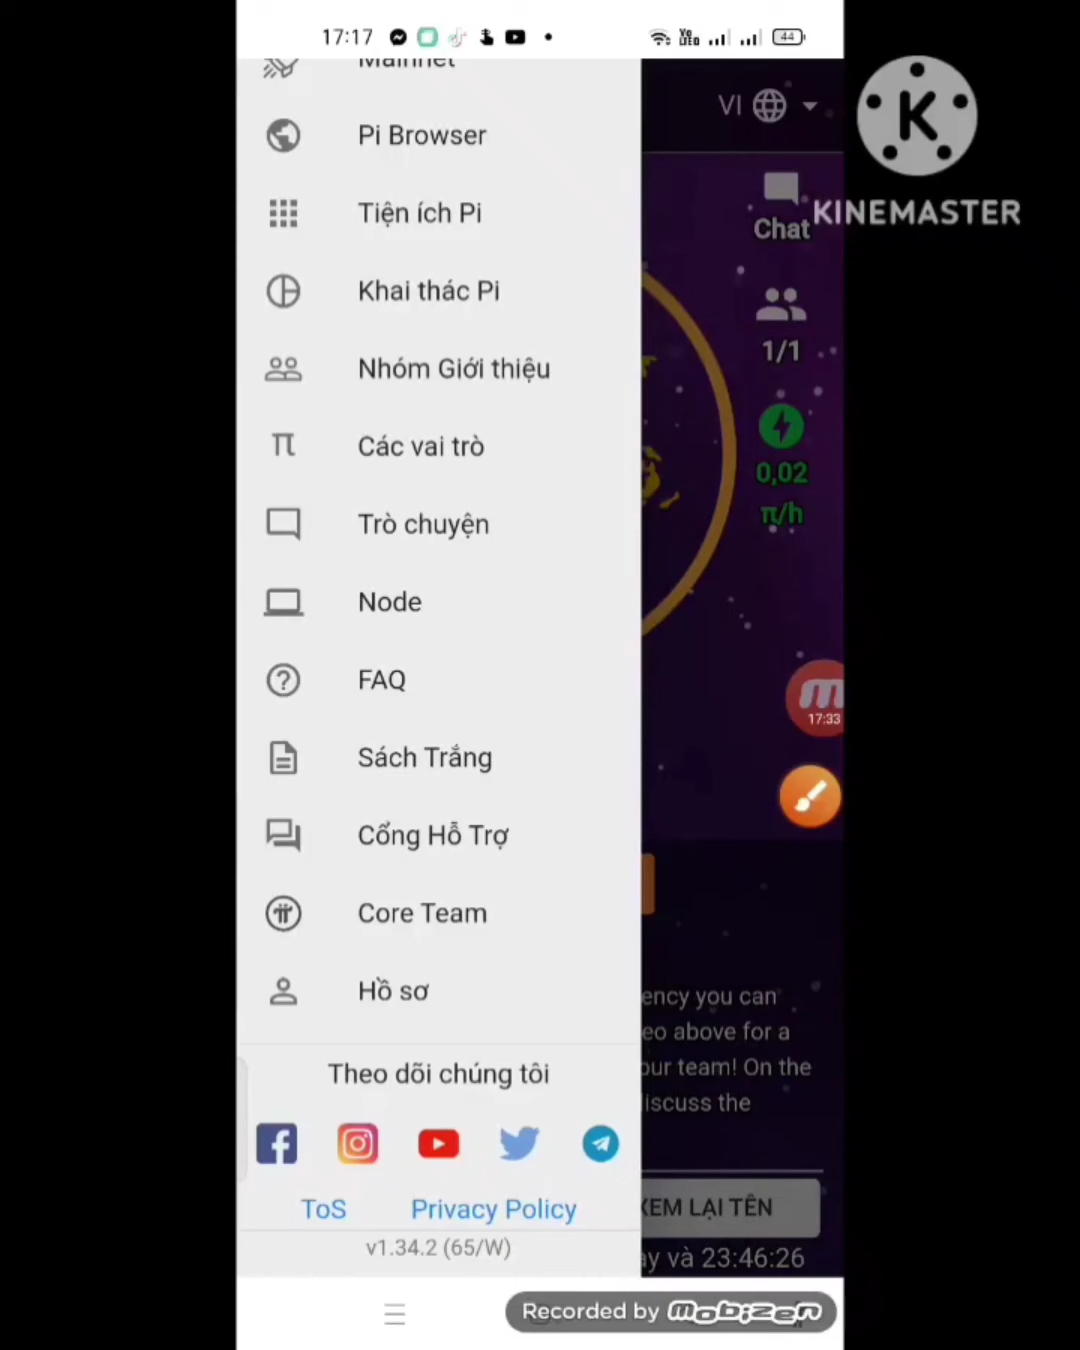 17:17
Vo
LTE
44
Mainnet
VI
K
KINEMASTER
Pi Browser
Tiện ích Pi
Chat
Khai thác Pi
1/1
Nhóm Giới thiệu
Các vai trò
0,02
π/h
Trò chuyện
Node
FAQ
17:33
Sách Trắng
Cổng Hỗ Trợ
Core Team
Hồ sơ
ency you can
eo above for a
our team! On the
iscuss the
Theo dõi chúng tôi
ToS Privacy Policy
XEM LẠI TÊN
v1.34.2 (65/W)
ày và 23:46:26
Recorded by mobizen